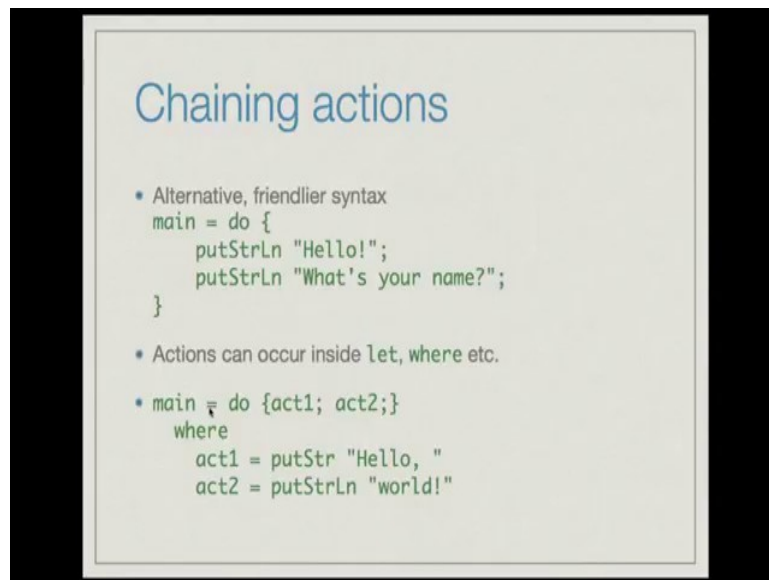 Chaining actions
• Alternative, friendlier syntax
main = do {
putStrLn "Hello!";
putStrLn "What's your name?";
}
• Actions can occur inside let, where etc.
• main = do {act1; act2;}
where
act1 = putStr "Hello, "
act2 = putStrLn "world!"